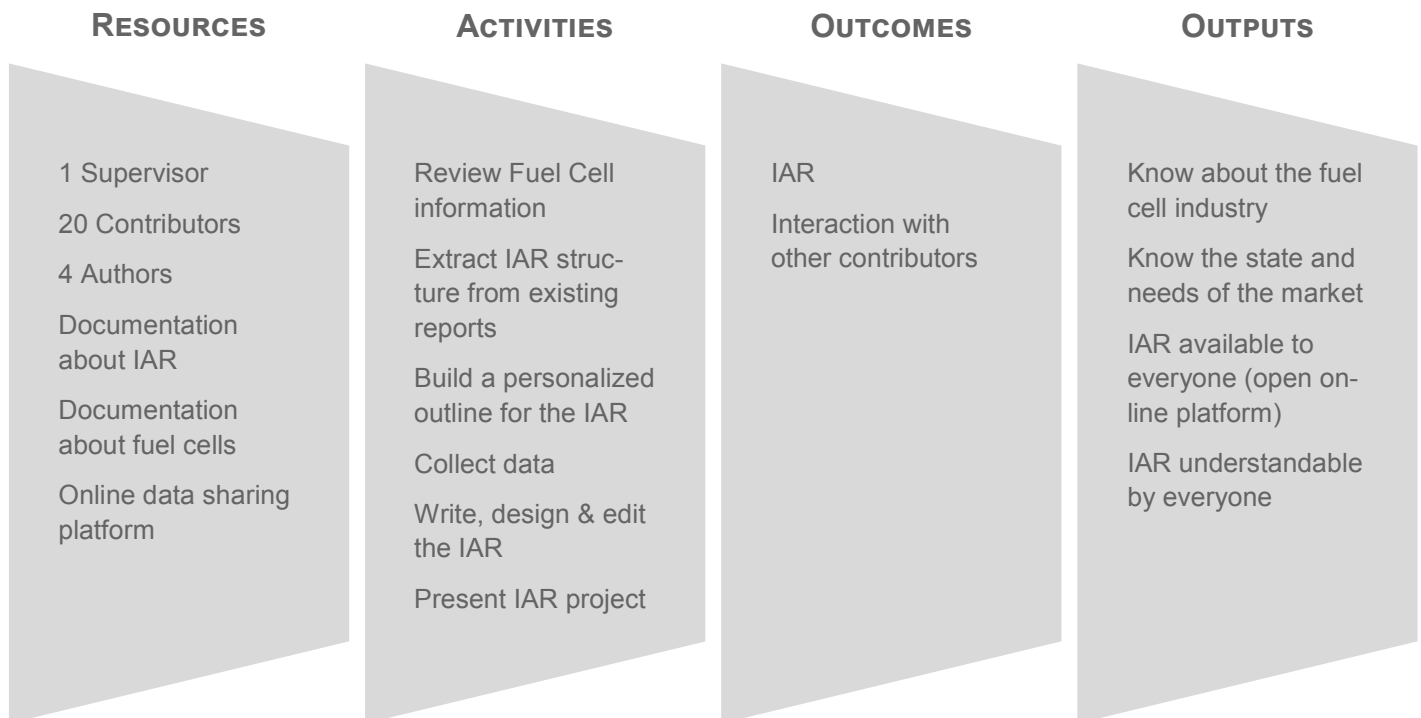 RESOURCES
1 Supervisor
20 Contributors
4 Authors
Documentation
about IAR
Documentation
about fuel cells
Online data sharing
platform
ACTIVITIES
Review Fuel Cell
information
Extract IAR struc-
ture from existing
reports
Build a personalized
outline for the IAR
Collect data
Write, design & edit
the IAR
Present IAR project
OUTCOMES
IAR
Interaction with
other contributors
OUTPUTS
Know about the fuel
cell industry
Know the state and
needs of the market
IAR available to
everyone (open on-
line platform)
IAR understandable
by everyone